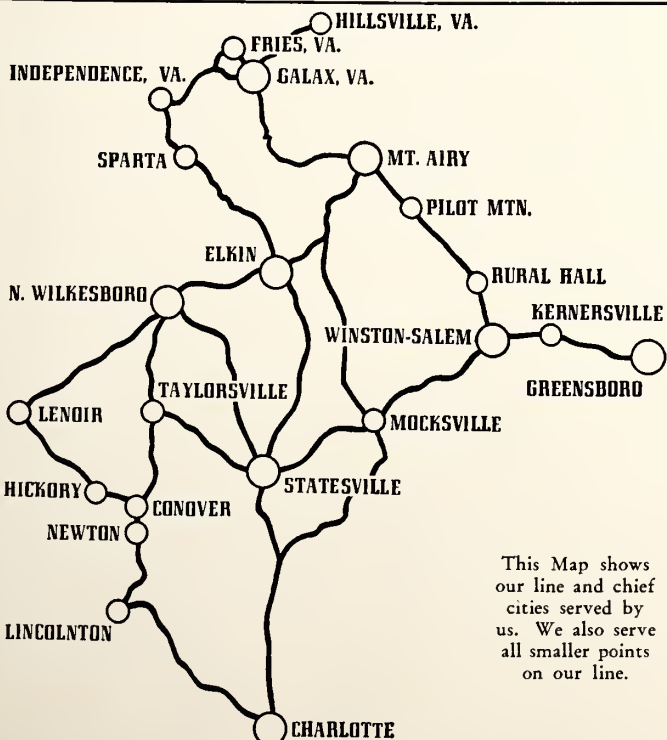 HILLSVILLE, VA.
FRIES, VA.
INDEPENDENCE, VA.
GALAX, VA.
SPARTA
MT. AIRY
PILOT MTN.
ELKIN
RURAL HALL
N. WILKESBORO
KERNERSVILLE
WINSTON-SALEM
GREENSBORO
TAYLORSVILLE
LENOIR
MOCKSVILLE
HICKORY
STATESVILLE
CONOVER
NEWTON
LINCOLNTON
This Map shows
our line and chief
cities served by
us. We also serve
all smaller points
on our line.
CHARLOTTE